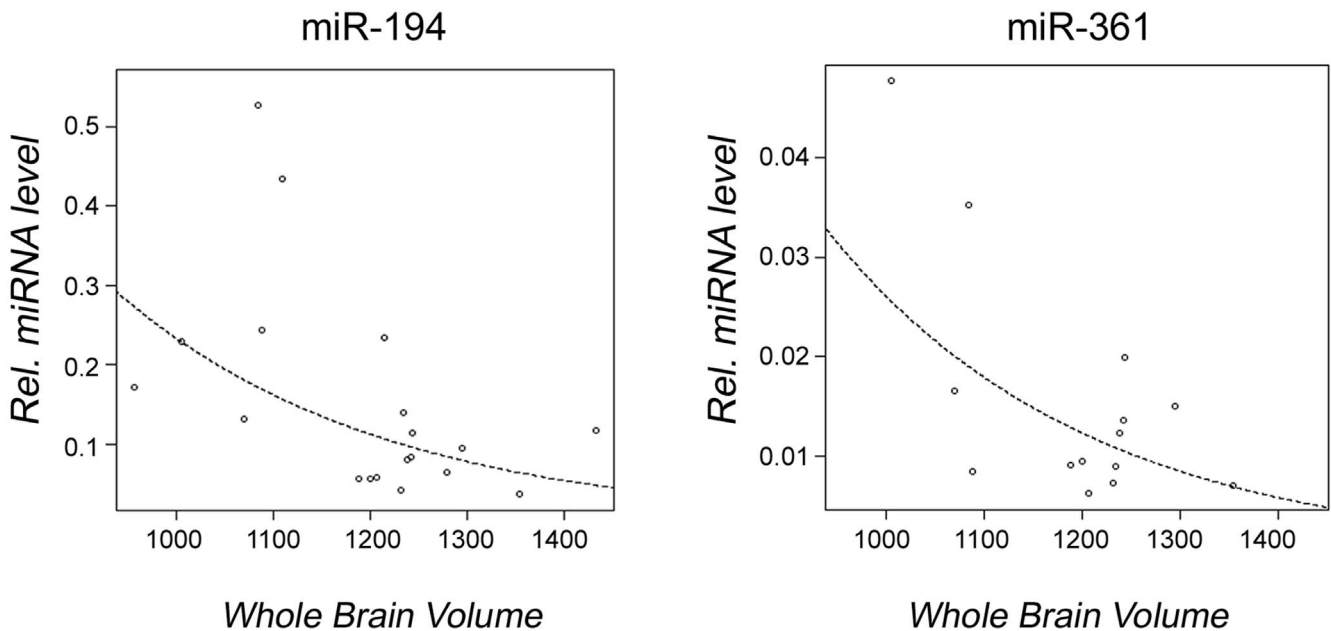 miR-194
miR-361
Rel. miRNA level
0.5
0.4
0.3
0.2
0.1
1000 1100 1200 1300 1400
Whole Brain Volume
Rel. miRNA level
0.04
0.03
0.02
0.01
1000 1100 1200 1300 1400
Whole Brain Volume